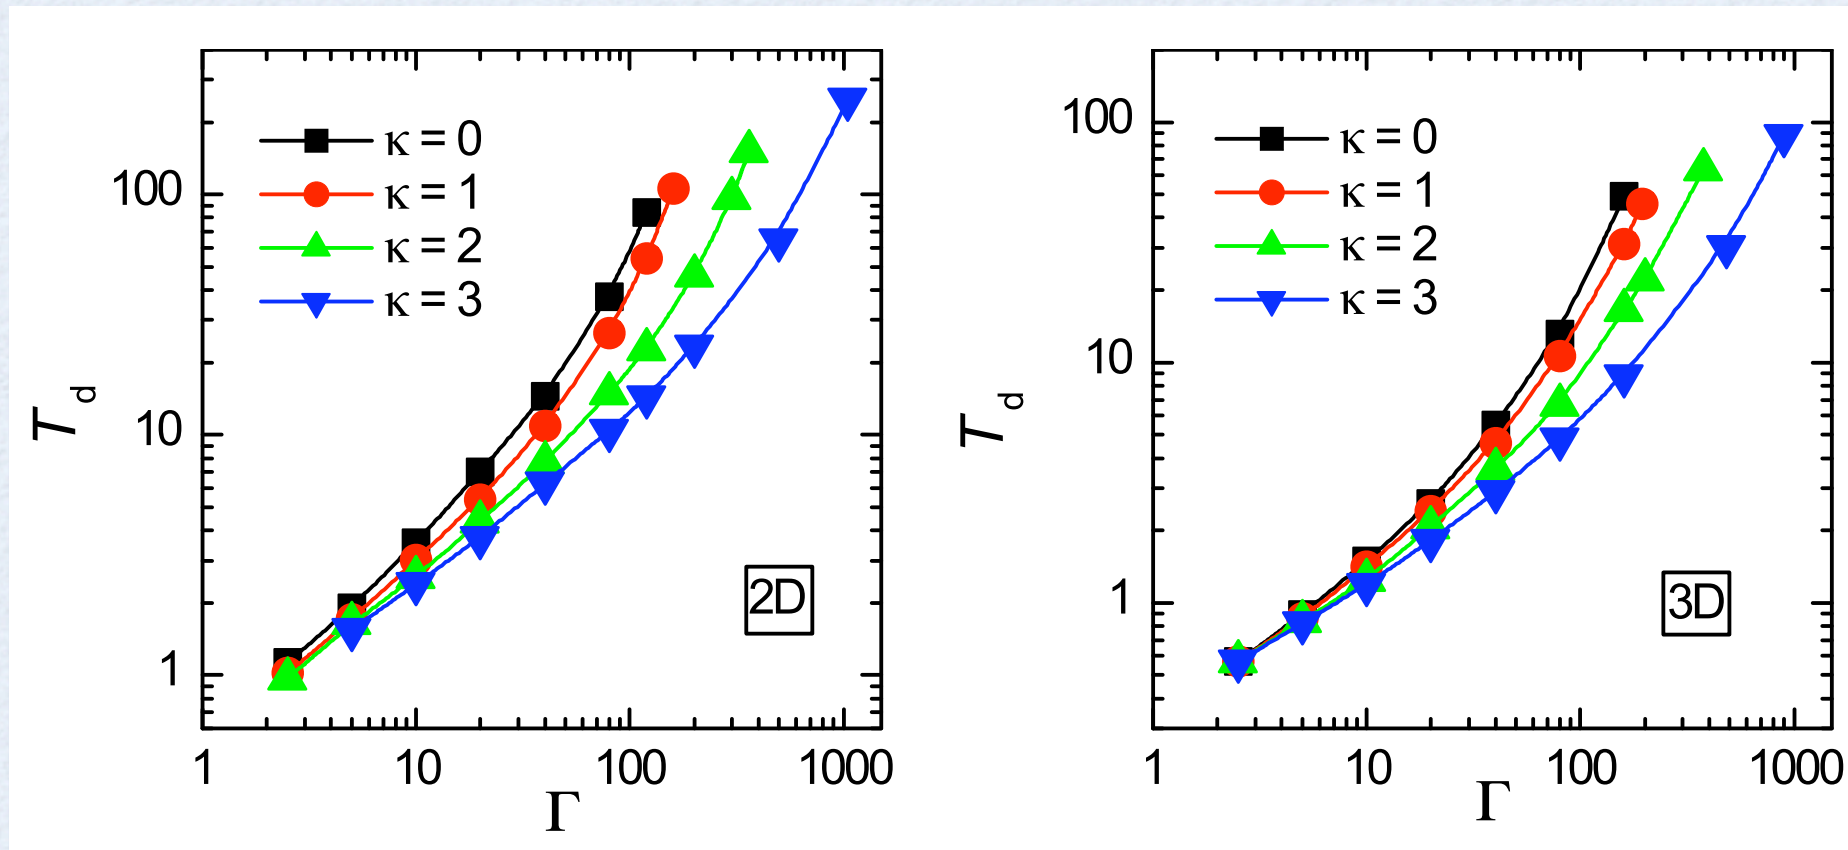 κ = 0
κ = 1
κ = 2
κ = 3
100
10
1
T d
2D
1 10 100 1000
Γ
κ = 0
κ = 1
κ = 2
κ = 3
100
10
1
T d
3D
1 10 100 1000
Γ